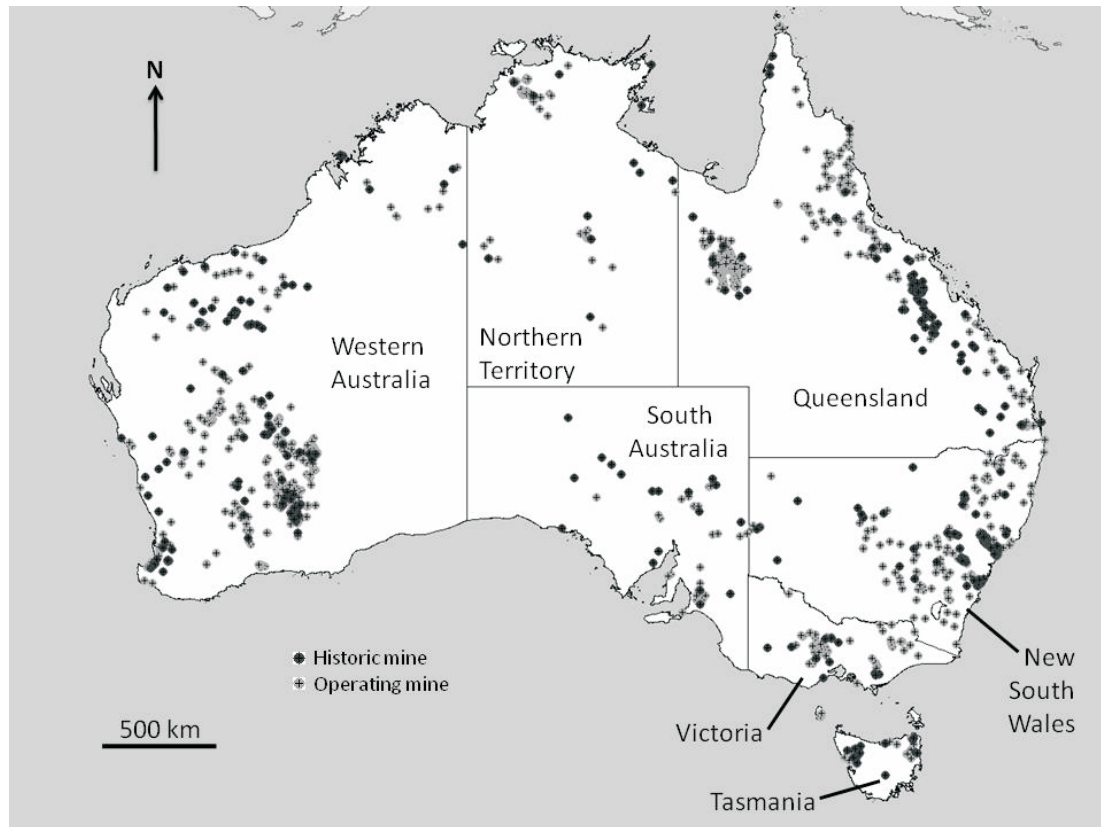 N
Western
Australia
Northern
Territory
South
Australia
Queensland
Historic mine
Operating mine
500 km
Victoria
New
South
Wales
Tasmania